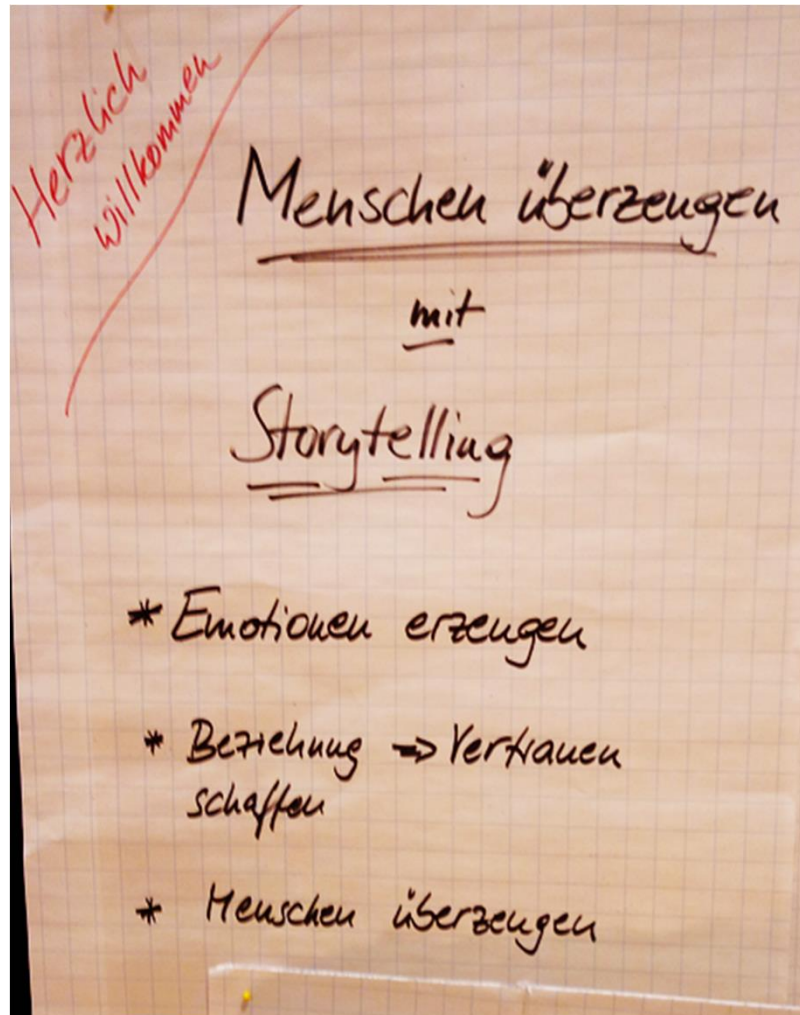 Herzlich
willkommen
Menschen überzeugen
mit
Storytelling
* Emotionen erzeugen
* Beziehung => Vertrauen
schaffen
* Menschen überzeugen